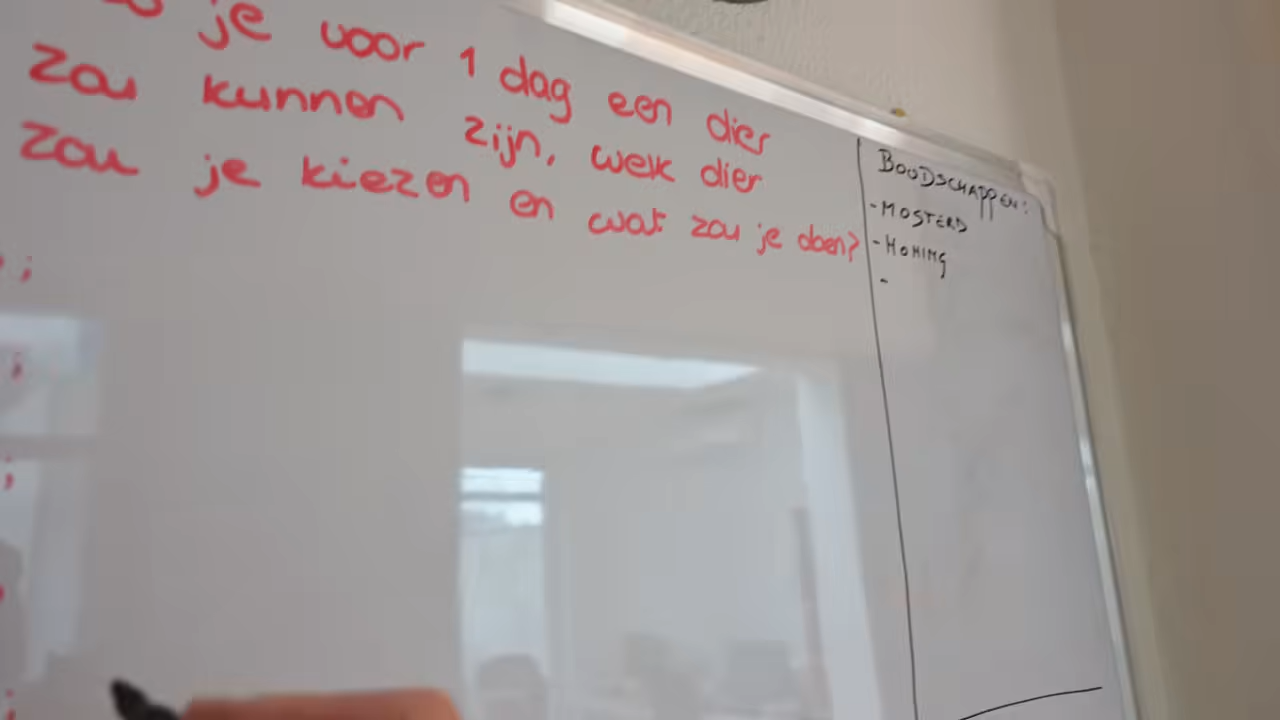 je voor 1 dag een dier
zou kunnen zijn, welk dier
zou je kiezen en wat zou je doen?
;
;
;
;
BOODSCHAPPEN:
- MOSTERD
- HONING
-